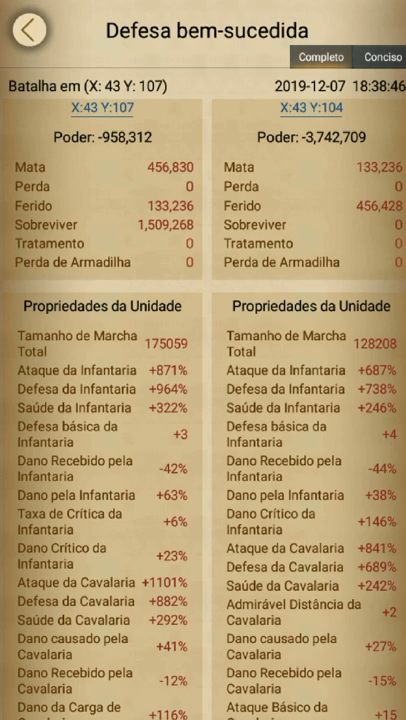 Defesa bem-sucedida
Completo Conciso
Batalha em (X: 43 Y: 107) 2019-12-07 18:38:46
X:43 Y:107
Poder: -958,312
Mata 456,830
Perda 0
Ferido 133,236
Sobreviver 1,509,268
Tratamento 0
Perda de Armadilha 0
X:43 Y:104
Poder: -3,742,709
Mata 133,236
Perda 0
Ferido 456,428
Sobreviver 0
Tratamento 0
Perda de Armadilha 0
Propriedades da Unidade
Tamanho de Marcha
Total 175059
Ataque da Infantaria +871%
Defesa da Infantaria +964%
Saúde da Infantaria +322%
Defesa básica da
Infantaria +3
Dano Recebido pela
Infantaria -42%
Dano pela Infantaria +63%
Taxa de Crítica da
Infantaria +6%
Dano Crítico da
Infantaria +23%
Ataque da Cavalaria +1101%
Defesa da Cavalaria +882%
Saúde da Cavalaria +292%
Dano causado pela
Cavalaria +41%
Dano Recebido pela
Cavalaria -12%
Dano da Carga de
+116%
Propriedades da Unidade
Tamanho de Marcha
Total 128208
Ataque da Infantaria +687%
Defesa da Infantaria +738%
Saúde da Infantaria +246%
Defesa básica da
Infantaria +4
Dano Recebido pela
Infantaria -44%
Dano pela Infantaria +38%
Dano Crítico da
Infantaria +146%
Ataque da Cavalaria +841%
Defesa da Cavalaria +689%
Saúde da Cavalaria +242%
Admirável Distância da
Cavalaria +2
Dano causado pela
Cavalaria +27%
Dano Recebido pela
Cavalaria -15%
Ataque Básico da
+15